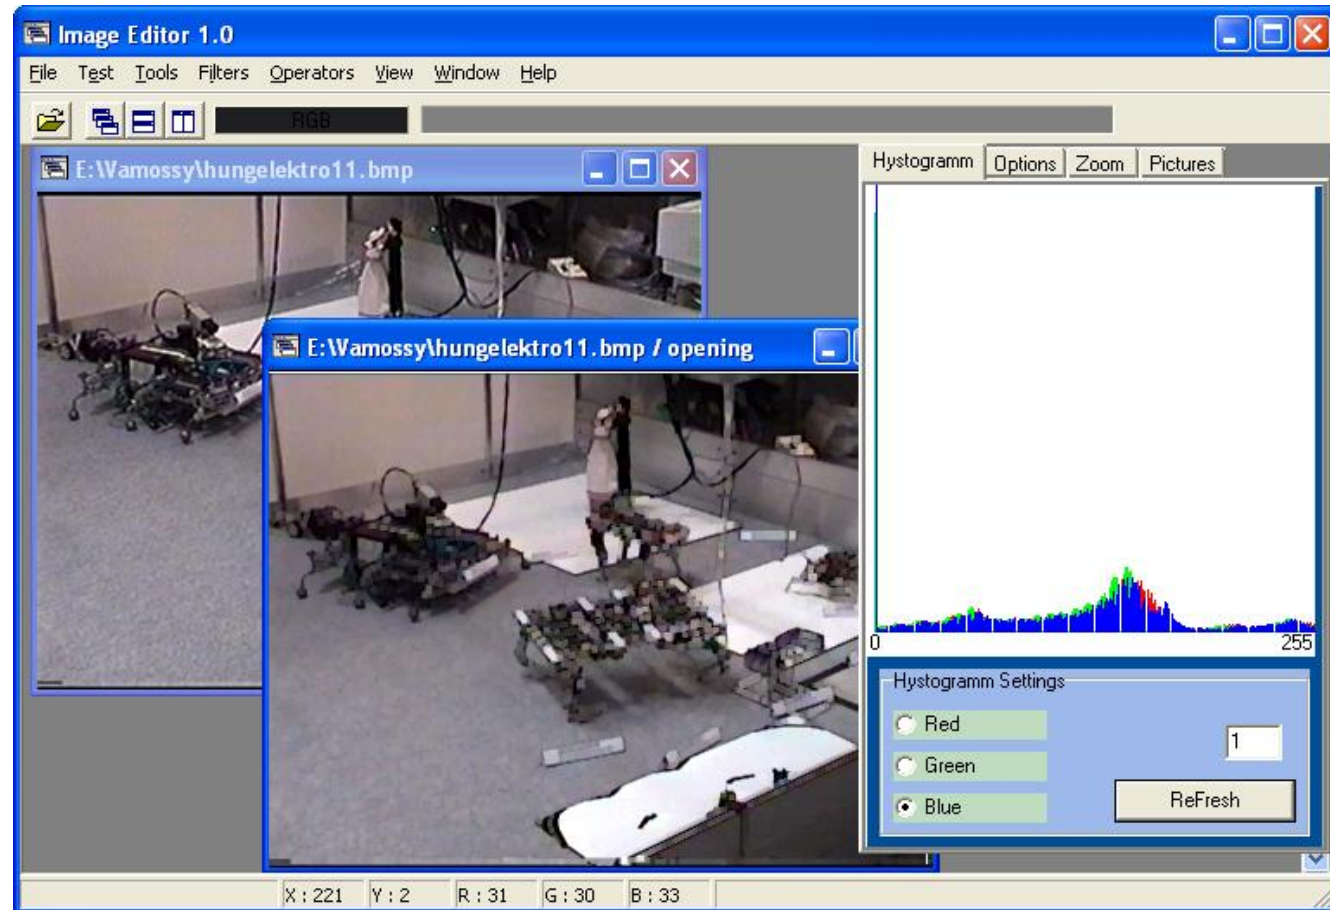 Image Editor 1.0
File Test Tools Filters Operators View Window Help
RGB
E:\Vamossy\hungelektro11.bmp
Hystogramm Options Zoom Pictures
E:\Vamossy\hungelektro11.bmp / opening
0 255
Hystogramm Settings
Red
1
Green
Blue
ReFresh
X : 221 Y : 2 R : 31 G : 30 B : 33